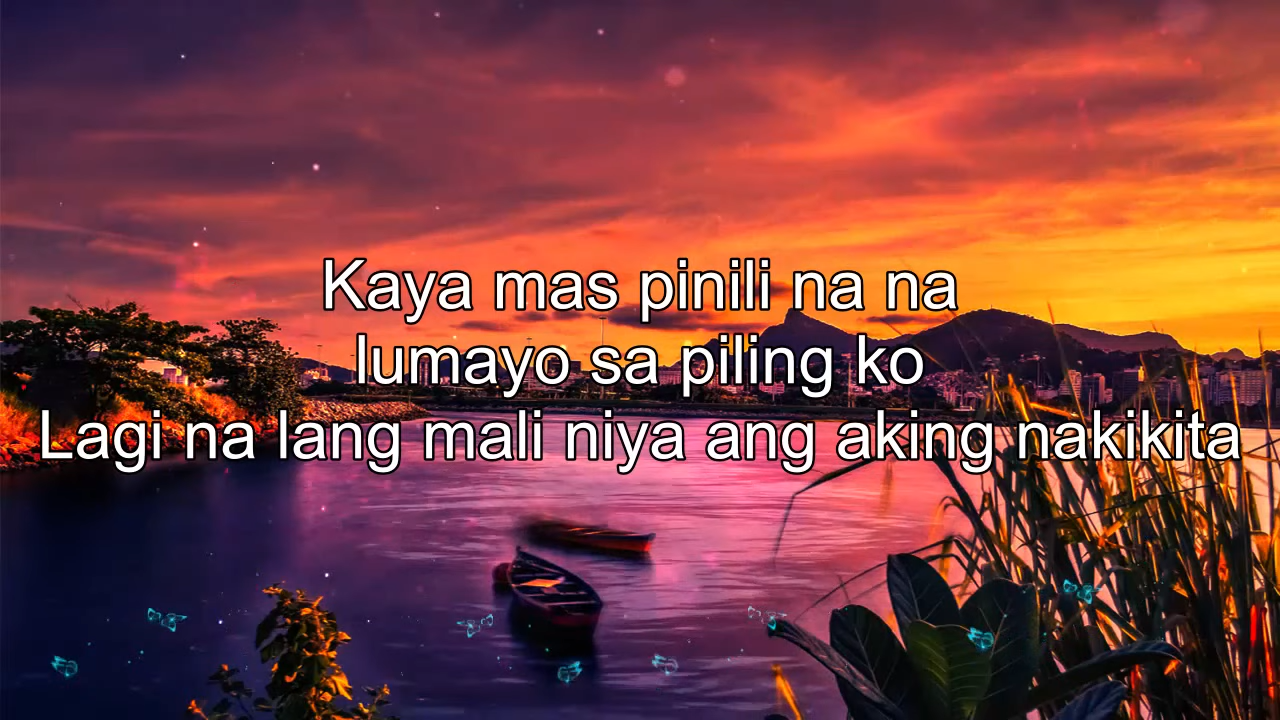 Kaya mas pinili na na
lumayo sa piling ko
Lagi na lang mali niya ang aking nakikita